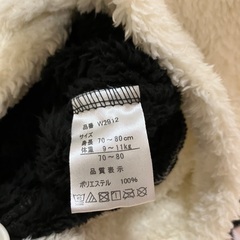 品番 W2912
サイズ
身長 70~80cm
体重 9~11kg
70-80
品質表示
ポリエステル 100%